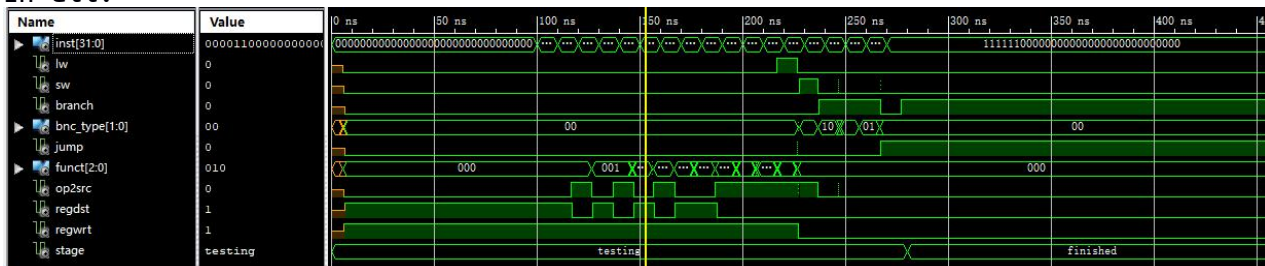 Name Value 0 ns 50 ns 100 ns 50 ns 200 ns 250 ns 300 ns 350 ns 400 ns 4
inst[31:0] 0000110000000000 00000000000000000000000000000000 ... ... ... ... ... ... ... ... ... ... ... ... ... ... ... ... ... 11111100000000000000000000000000
lw 0
sw 0
branch 0
bnc_type[1:0] 00 00 10 01 00
jump 0
funct[2:0] 010 000 001 ... ... ... ... ... 000
op2src 0
regdst 1
regwrt 1
stage testing testing finished